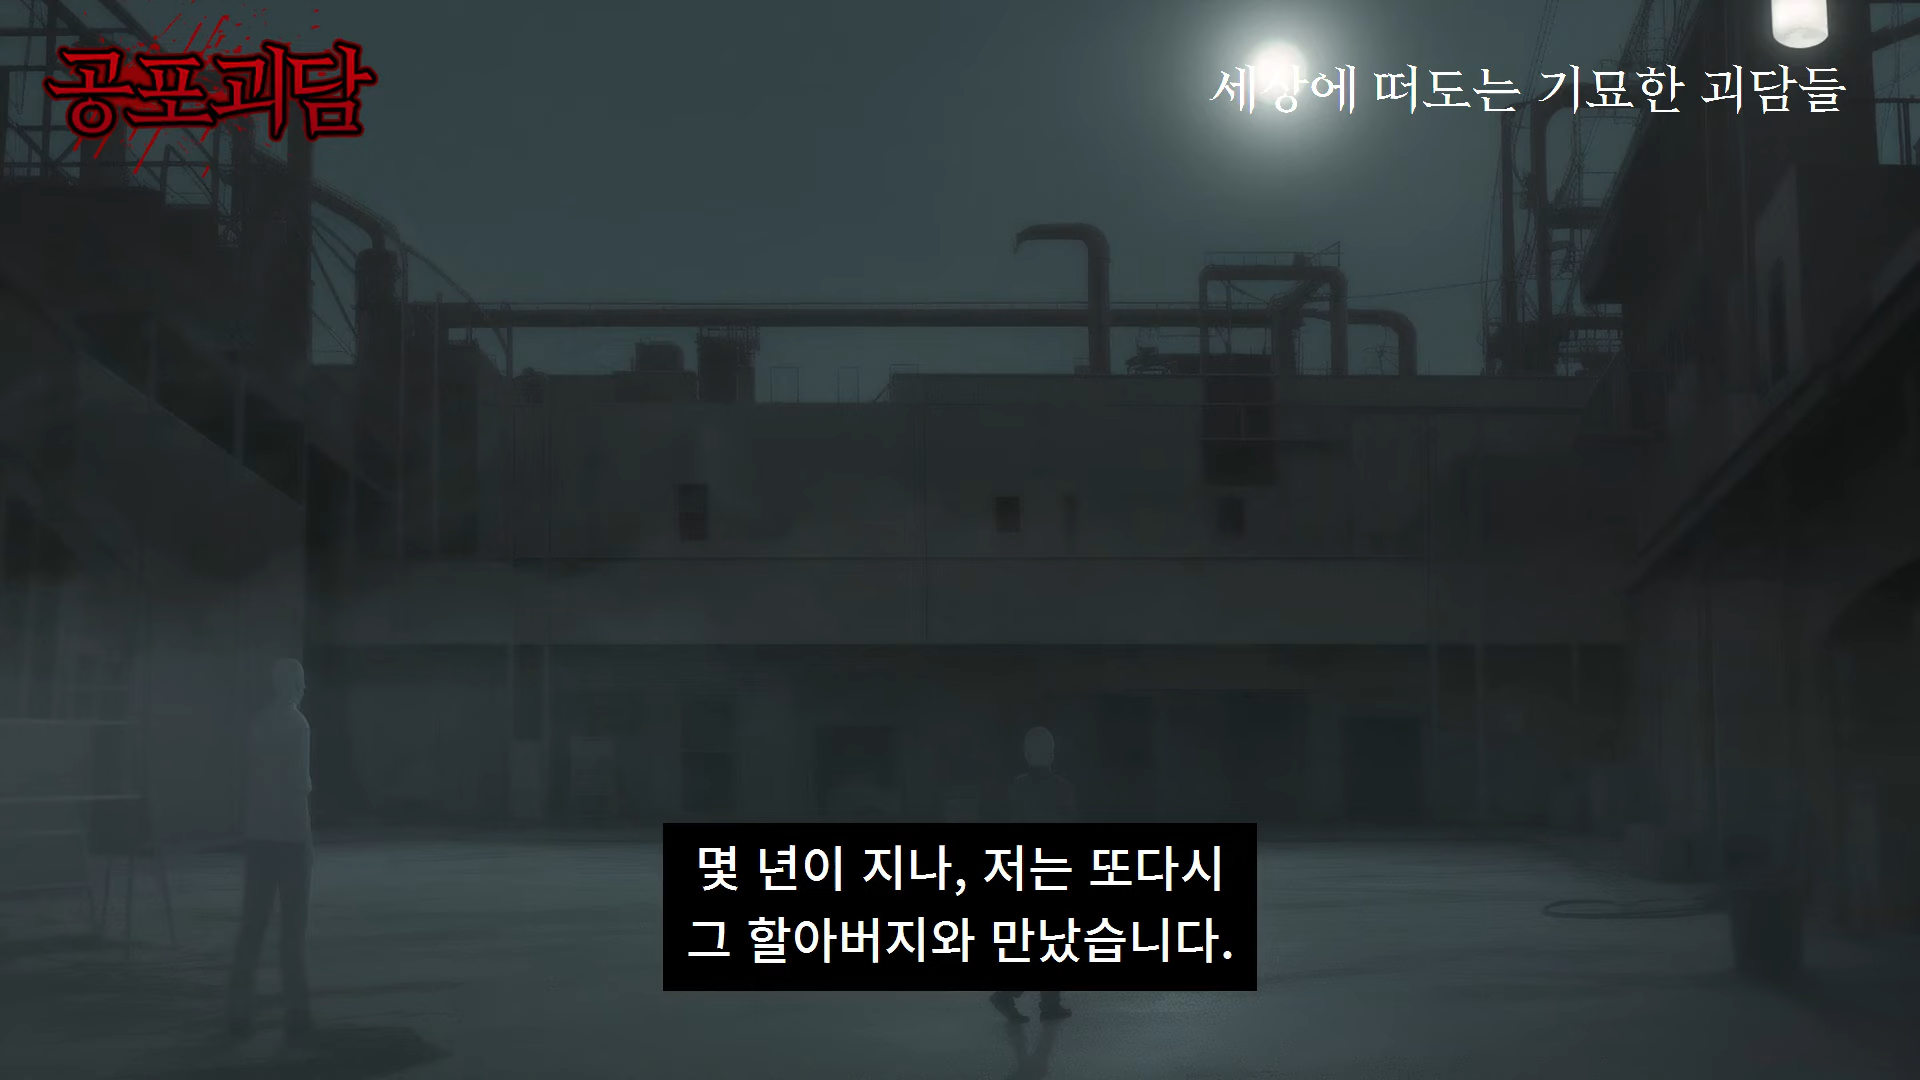 공포괴담
세상에 떠도는 기묘한 괴담들
몇 년이 지나, 저는 또다시
그 할아버지와 만났습니다.